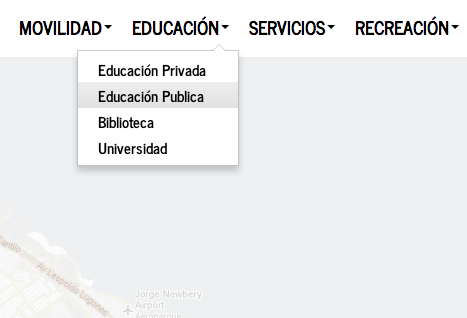 MOVILIDAD EDUCACIÓN SERVICIOS RECREACIÓN
Educación Privada
Educación Publica
Biblioteca
Universidad
Av Leopoldo Lugones
Jorge Newbery
Airport
Aeroparque